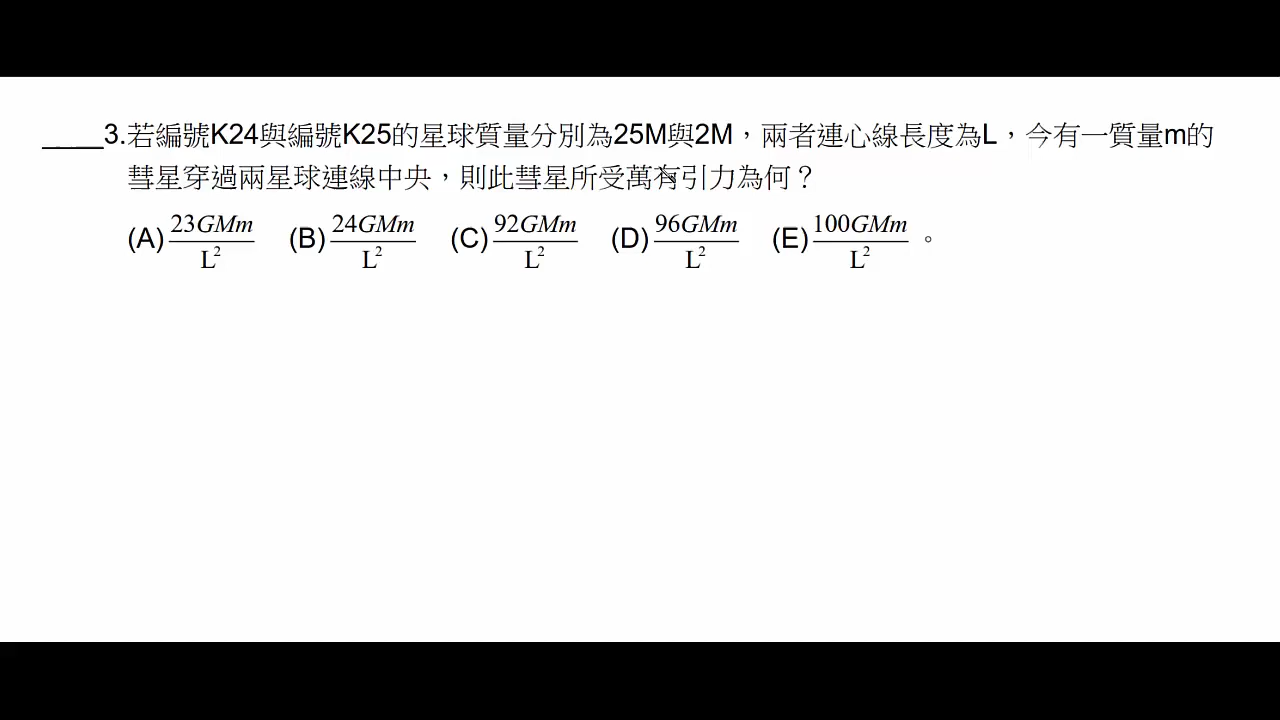 ____3.若編號K24與編號K25的星球質量分別為25M與2M，兩者連心線長度為L，今有一質量m的
彗星穿過兩星球連線中央，則此彗星所受萬有引力為何？
(A) 23GMm/L² (B) 24GMm/L² (C) 92GMm/L² (D) 96GMm/L² (E) 100GMm/L² 。